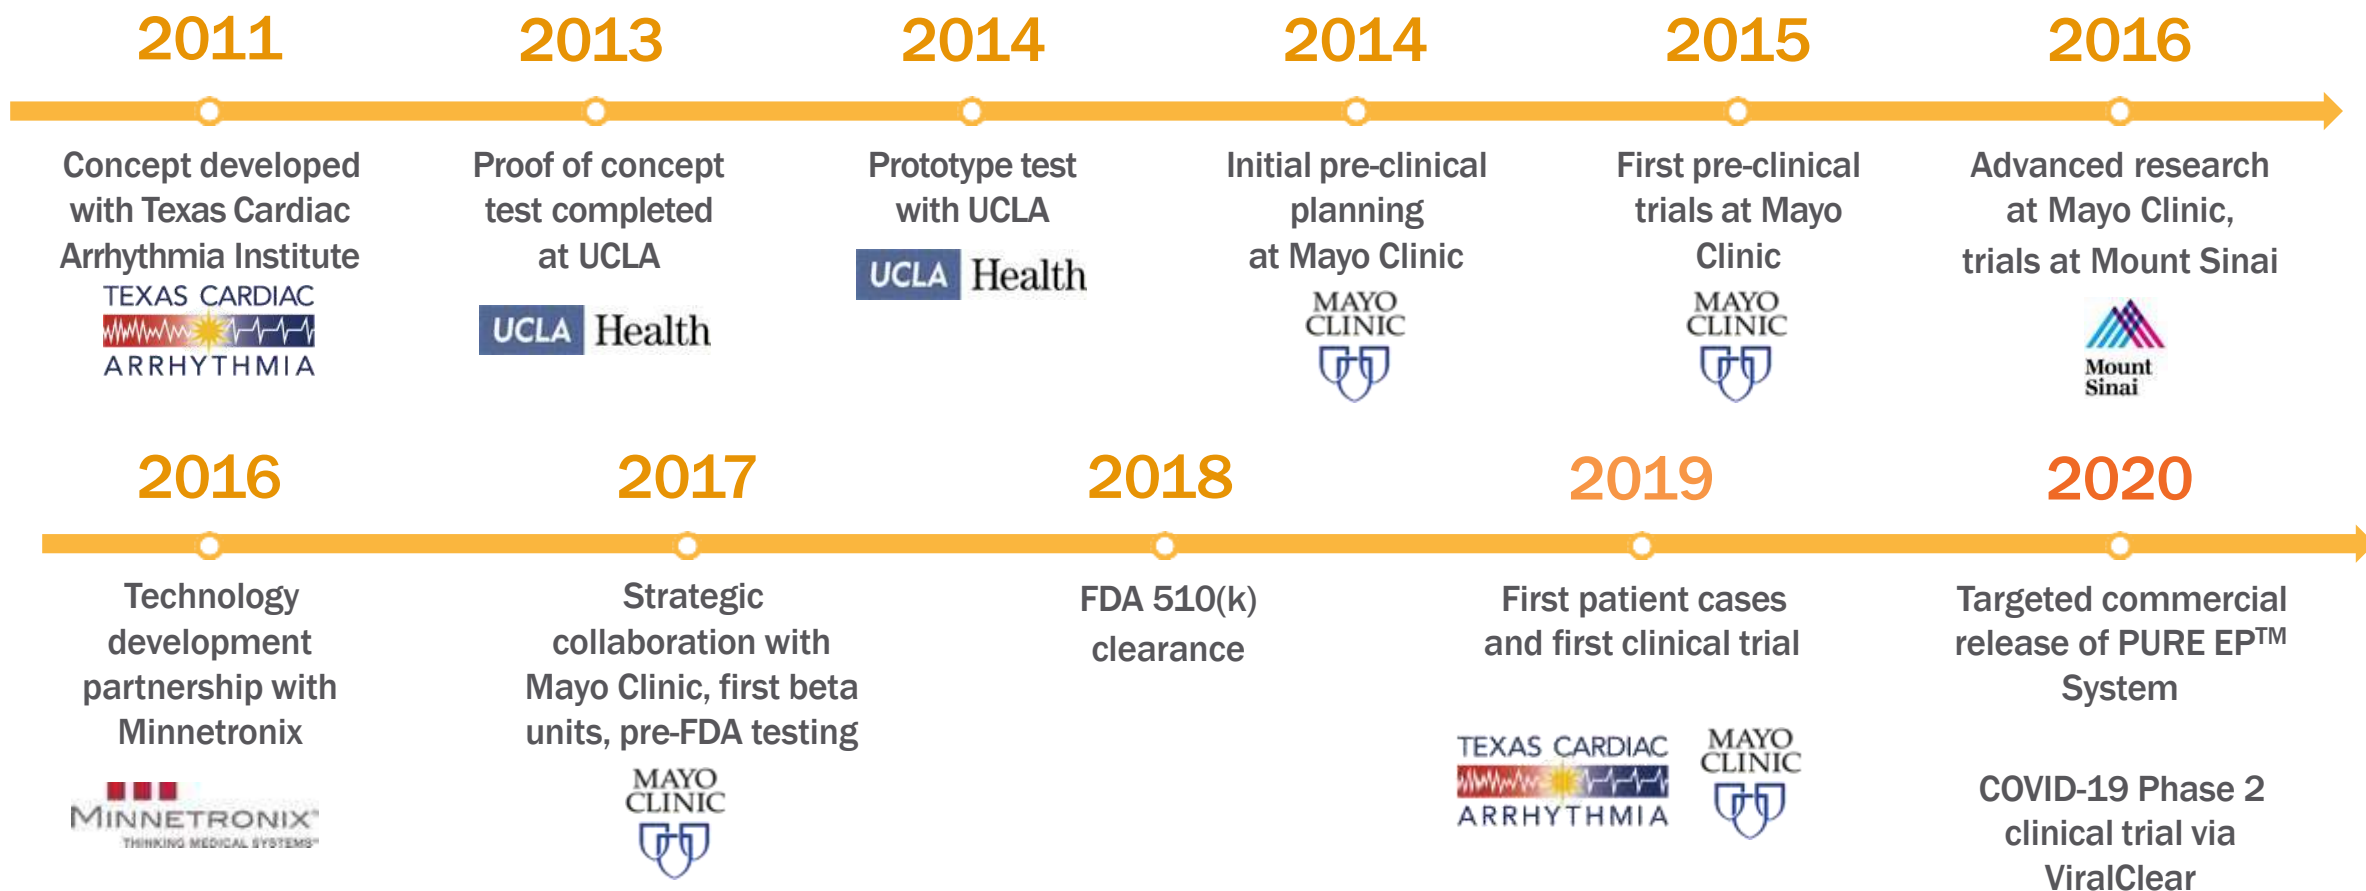 2011
2013
2014
2014
2015
2016
Concept developed
with Texas Cardiac
Arrhythmia Institute
TEXAS CARDIAC
ARRHYTHMIA
Proof of concept
test completed
at UCLA
UCLA Health
Prototype test
with UCLA
UCLA Health
Initial pre-clinical
planning
at Mayo Clinic
MAYO
CLINIC
First pre-clinical
trials at Mayo
Clinic
MAYO
CLINIC
Advanced research
at Mayo Clinic,
trials at Mount Sinai
Mount
Sinai
2016
2017
2018
2019
2020
Technology
development
partnership with
Minnetronix
MINNETRONIX™
THINKING MEDICAL SYSTEMS™
Strategic
collaboration with
Mayo Clinic, first beta
units, pre-FDA testing
MAYO
CLINIC
FDA 510(k)
clearance
First patient cases
and first clinical trial
TEXAS CARDIAC
ARRHYTHMIA
MAYO
CLINIC
Targeted commercial
release of PURE EP™
System
COVID-19 Phase 2
clinical trial via
ViralClear